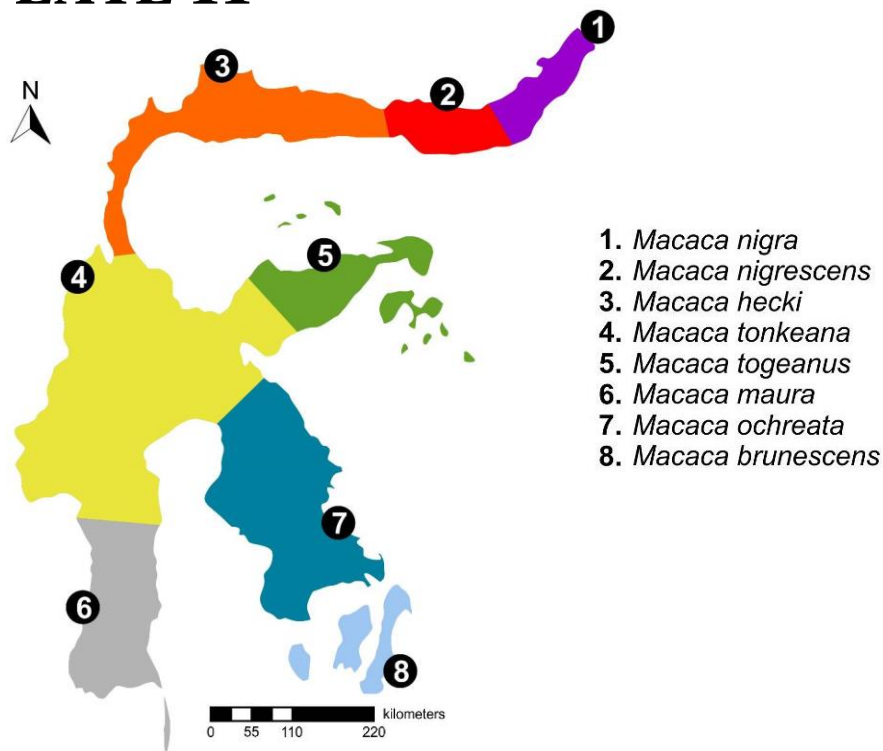 1
3
2
N
5
4
1. Macaca nigra
2. Macaca nigrescens
3. Macaca hecki
4. Macaca tonkeana
5. Macaca togeanus
6. Macaca maura
7. Macaca ochreata
8. Macaca brunescens
7
6
8
kilometers
0 55 110 220